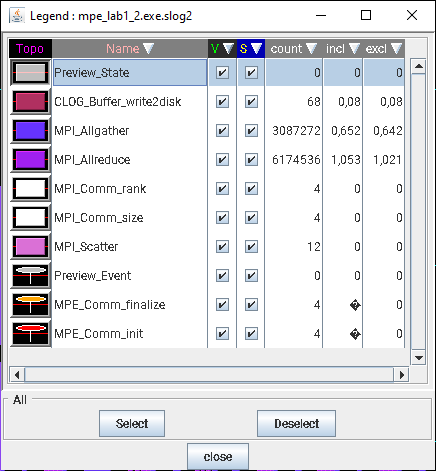 Legend : mpe_lab1_2.exe.slog2
Topo Name V S count incl excl
Preview_State 0 0 0
CLOG_Buffer_write2disk 68 0,08 0,08
MPI_Allgather 3087272 0,652 0,642
MPI_Allreduce 6174536 1,053 1,021
MPI_Comm_rank 4 0 0
MPI_Comm_size 4 0 0
MPI_Scatter 12 0 0
Preview_Event 0 0 0
MPE_Comm_finalize 4 � 0
MPE_Comm_init 4 � 0
All
Select Deselect
close